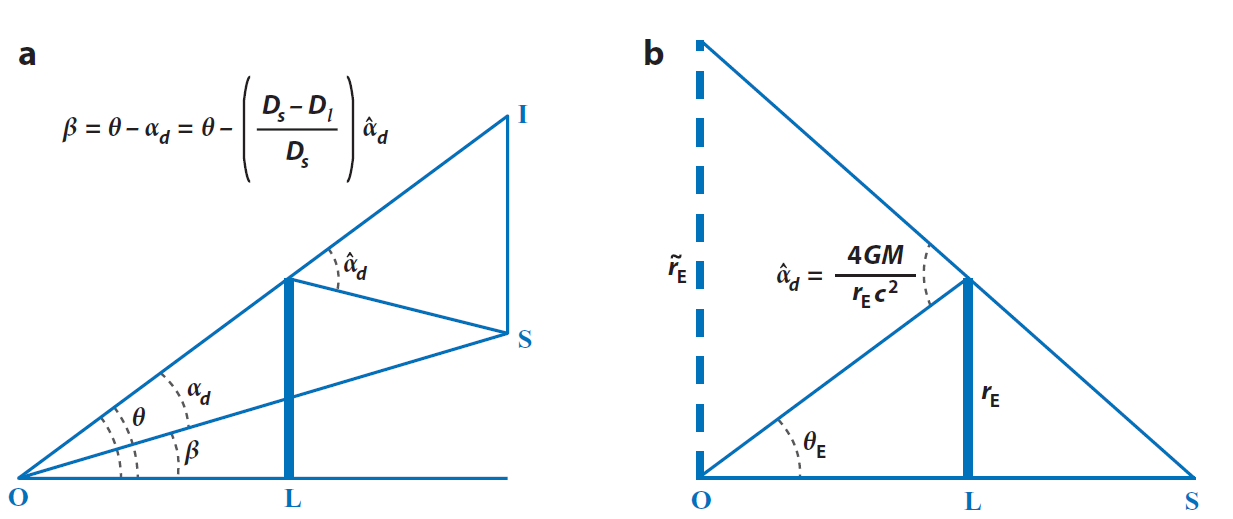 a
β = θ – α_d = θ – ( (D_s – D_l) / D_s ) α̂_d
I
α̂_d
S
α_d
θ
β
O
L
b
r̃_E
α̂_d = 4GM / (r_E c²)
r_E
θ_E
O
L
S